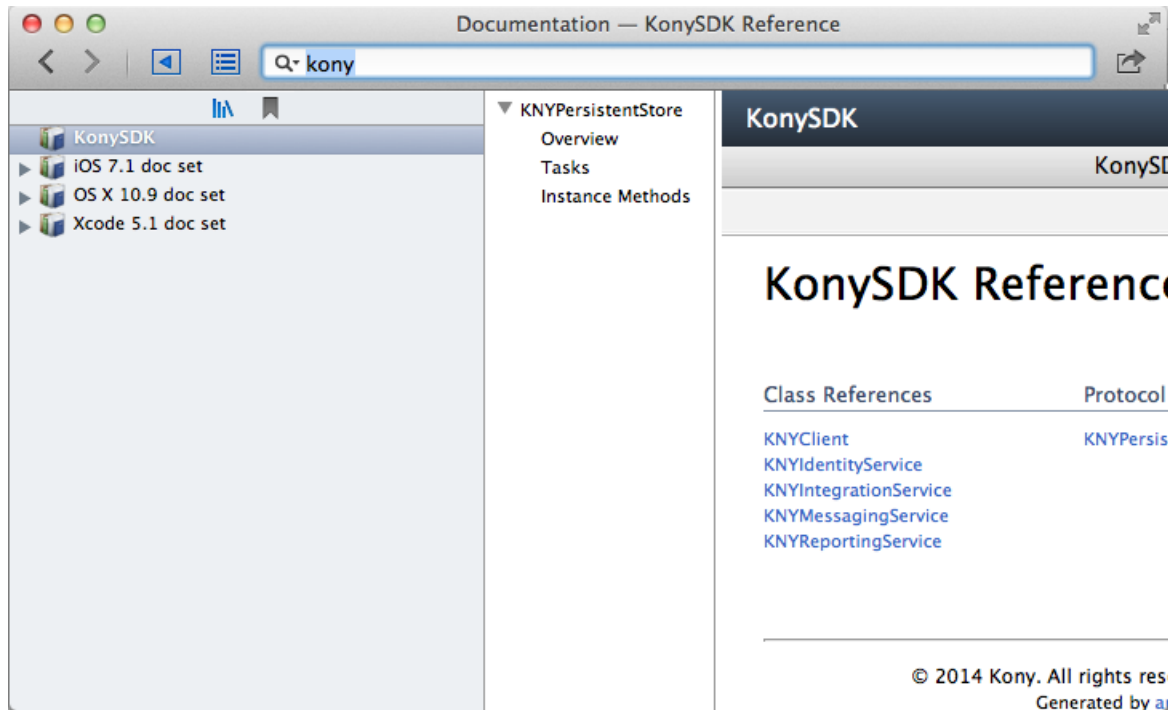 Documentation — KonySDK Reference
kony
KonySDK
iOS 7.1 doc set
OS X 10.9 doc set
Xcode 5.1 doc set
KNYPersistentStore
Overview
Tasks
Instance Methods
KonySDK
KonySD
KonySDK Reference
Class References
Protocol
KNYClient
KNYPersis
KNYIdentityService
KNYIntegrationService
KNYMessagingService
KNYReportingService
© 2014 Kony. All rights res
Generated by ap